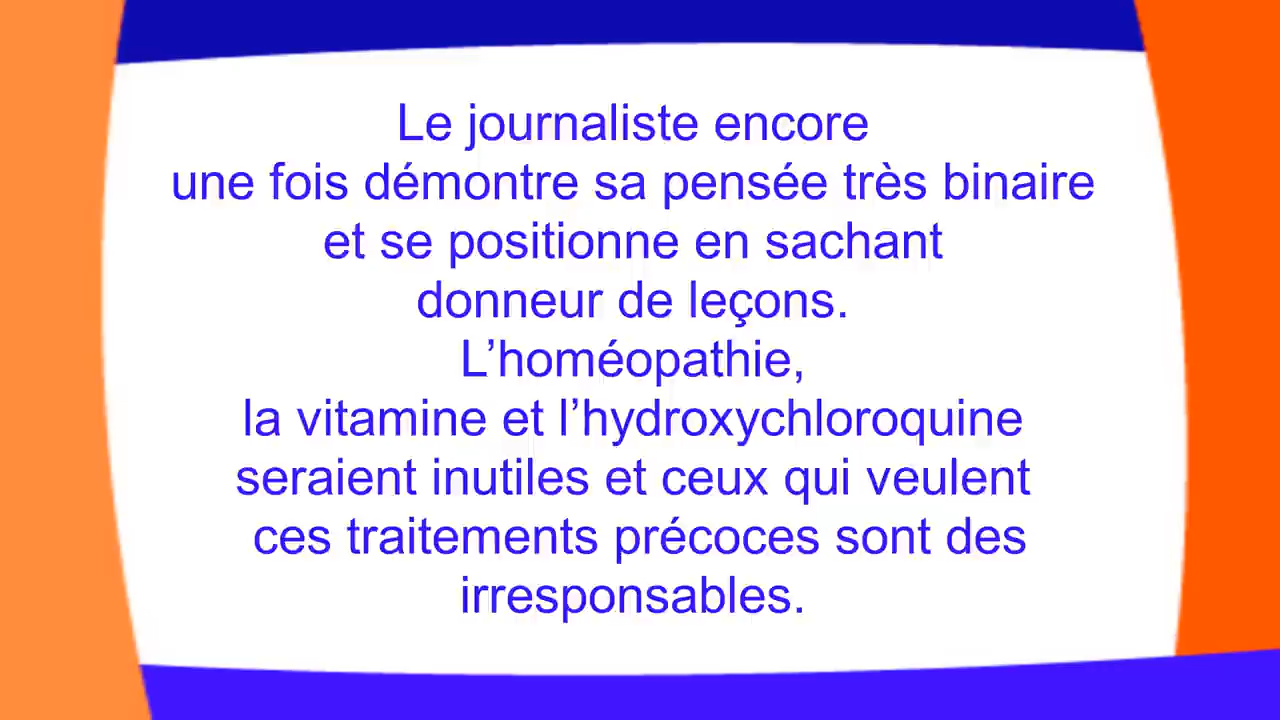 Le journaliste encore
une fois démontre sa pensée très binaire
et se positionne en sachant
donneur de leçons.
L’homéopathie,
la vitamine et l’hydroxychloroquine
seraient inutiles et ceux qui veulent
ces traitements précoces sont des
irresponsables.